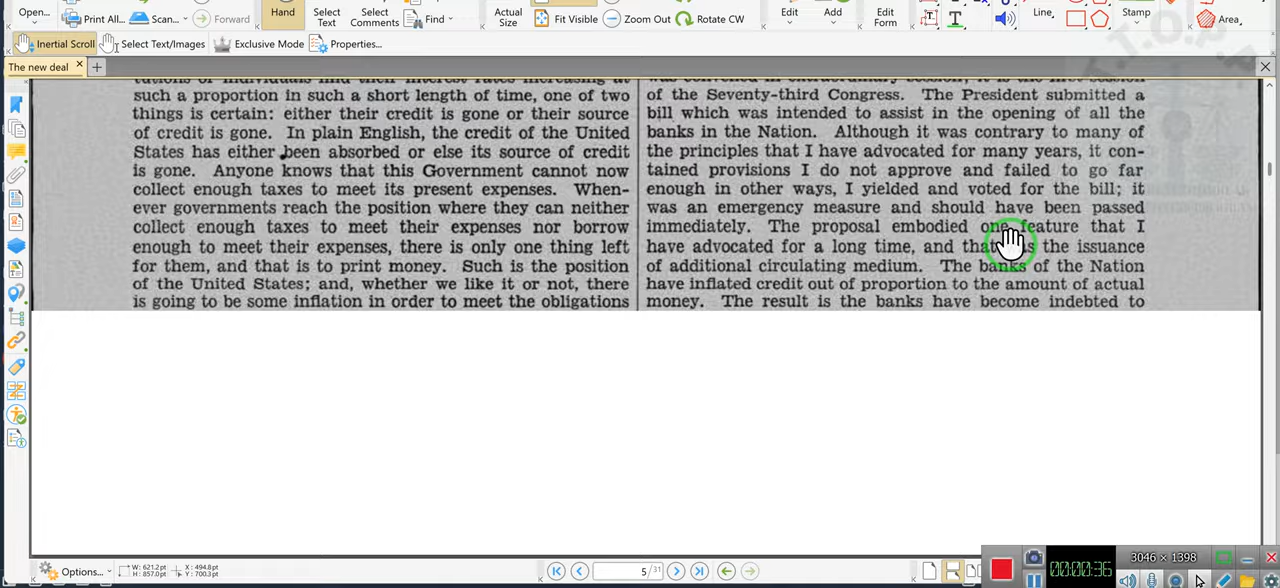 Open...
Print All...
Scan...
Forward
Hand
Select
Text
Select
Comments
Find
Actual
Size
Fit Visible
Zoom Out
Rotate CW
Edit
Add
Edit
Form
Line
Stamp
Area
Inertial Scroll
Select Text/Images
Exclusive Mode
Properties...
The new deal
such a proportion in such a short length of time, one of two
things is certain: either their credit is gone or their source
of credit is gone. In plain English, the credit of the United
States has either been absorbed or else its source of credit
is gone. Anyone knows that this Government cannot now
collect enough taxes to meet its present expenses. When-
ever governments reach the position where they can neither
collect enough taxes to meet their expenses nor borrow
enough to meet their expenses, there is only one thing left
for them, and that is to print money. Such is the position
of the United States; and, whether we like it or not, there
is going to be some inflation in order to meet the obligations
of the Seventy-third Congress. The President submitted a
bill which was intended to assist in the opening of all the
banks in the Nation. Although it was contrary to many of
the principles that I have advocated for many years, it con-
tained provisions I do not approve and failed to go far
enough in other ways, I yielded and voted for the bill; it
was an emergency measure and should have been passed
immediately. The proposal embodied one feature that I
have advocated for a long time, and that is the issuance
of additional circulating medium. The banks of the Nation
have inflated credit out of proportion to the amount of actual
money. The result is the banks have become indebted to
T.O.P.A
Options...
W: 621.2pt
H: 857.0pt
X: 494.8pt
Y: 700.3pt
5 /31
00:00:36
3046 × 1398